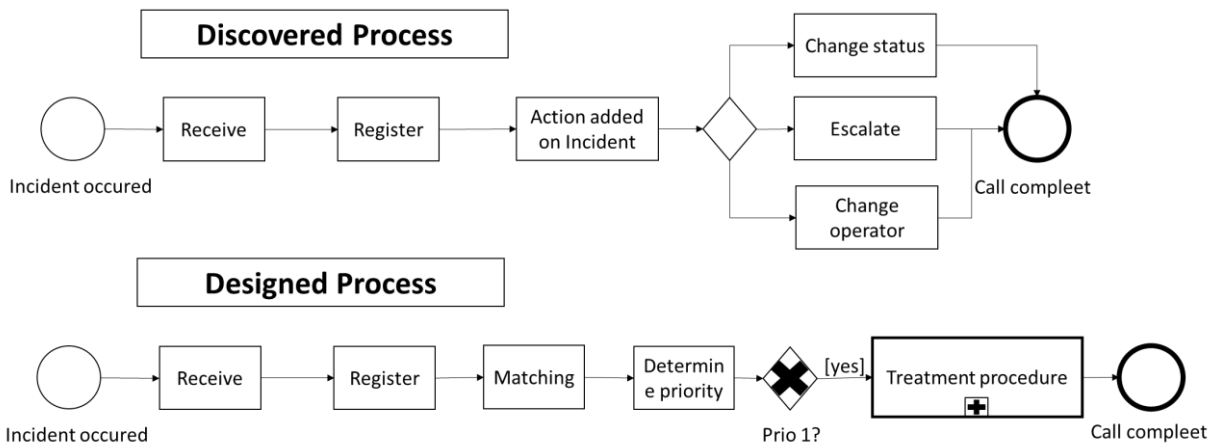 Discovered Process
Change status
Receive
Register
Action added
on Incident
Escalate
Incident occured
Call compleet
Change
operator
Designed Process
Receive
Register
Matching
Determin
e priority
[yes]
Treatment procedure
Incident occured
Prio 1?
Call compleet